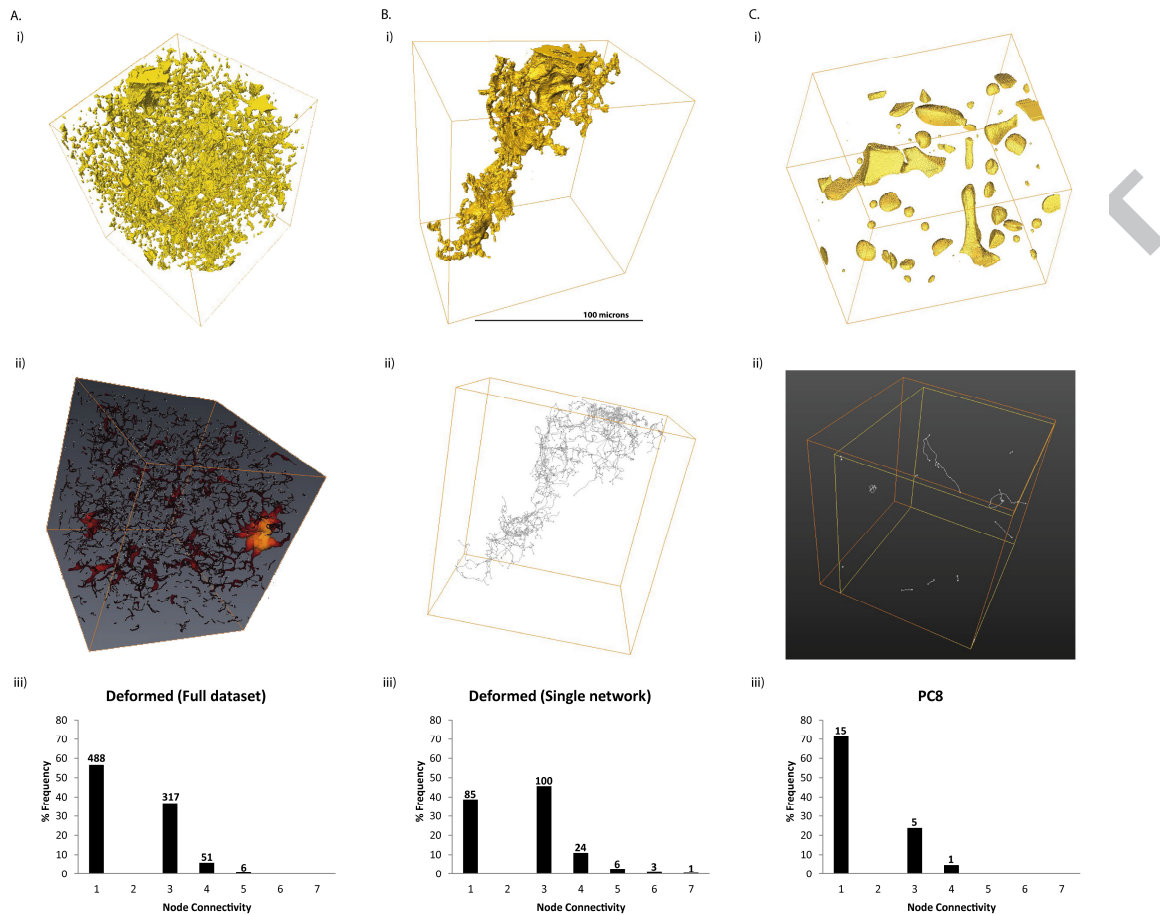 A.
B.
C.
i)
i)
i)
100 microns
ii)
ii)
ii)
iii)
iii)
iii)
Deformed (Full dataset)
% Frequency
80
70
60
50
40
30
20
10
0
488
317
51
6
1 2 3 4 5 6 7
Node Connectivity
Deformed (Single network)
% Frequency
80
70
60
50
40
30
20
10
0
85
100
24
6
3
1
1 2 3 4 5 6 7
Node Connectivity
PC8
% Frequency
80
70
60
50
40
30
20
10
0
15
5
1
1 2 3 4 5 6 7
Node Connectivity